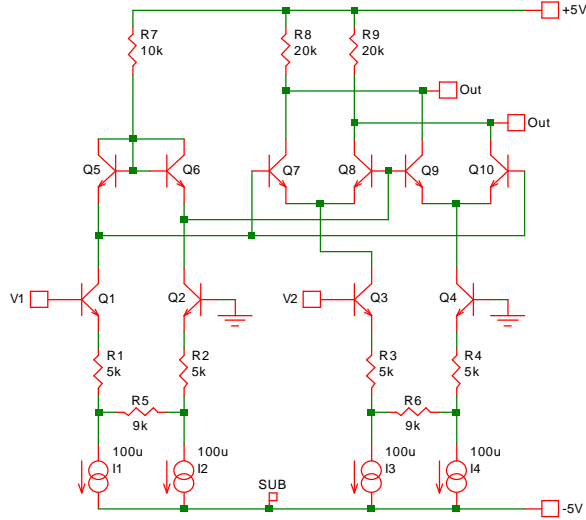 +5V
R7
10k
R8
20k
R9
20k
Out
Out
Q5
Q6
Q7
Q8
Q9
Q10
V1
Q1
Q2
V2
Q3
Q4
R1
5k
R2
5k
R3
5k
R4
5k
R5
9k
R6
9k
100u
I1
100u
I2
100u
I3
100u
I4
SUB
-5V